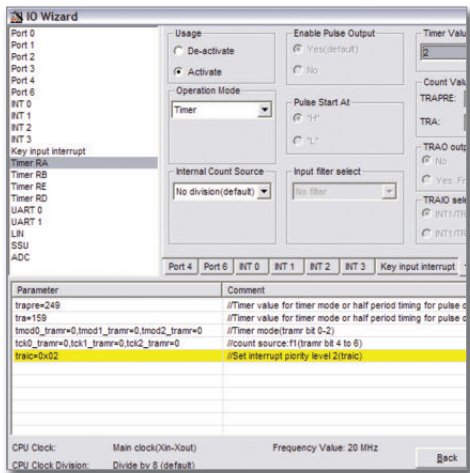 IO Wizard
Port 0
Port 1
Port 2
Port 3
Port 4
Port 6
INT 0
INT 1
INT 2
INT 3
Key input interrupt
Timer RA
Timer RB
Timer RE
Timer RD
UART 0
UART 1
LIN
SSU
ADC
Usage
De-activate
Activate
Operation Mode
Timer
Internal Count Source
No division(default)
Enable Pulse Output
Yes(default)
No
Pulse Start At
"H"
"L"
Input filter select
No filter
Timer Valu
2
Count Valu
TRAPRE:
TRA:
TRAO outp
No
Yes. Fr
TRAIO sele
INT1/TR
INT1/TR
Port 4 Port 6 INT 0 INT 1 INT 2 INT 3 Key input interrupt
Parameter Comment
trapre=249 //Timer value for timer mode or half period timing for pulse o
tra=159 //Timer value for timer mode or half period timing for pulse o
tmod0_tramr=0,tmod1_tramr=0,tmod2_tramr=0 //Timer mode(tramr bit 0-2)
tck0_tramr=0,tck1_tramr=0,tck2_tramr=0 //count source:f1(tramr bit 4 to 6)
traic=0x02 //Set interrupt piority level 2(traic)
CPU Clock: Main clock(Xin-Xout) Frequency Value: 20 MHz
CPU Clock Division: Divide by 8 (default)
Back